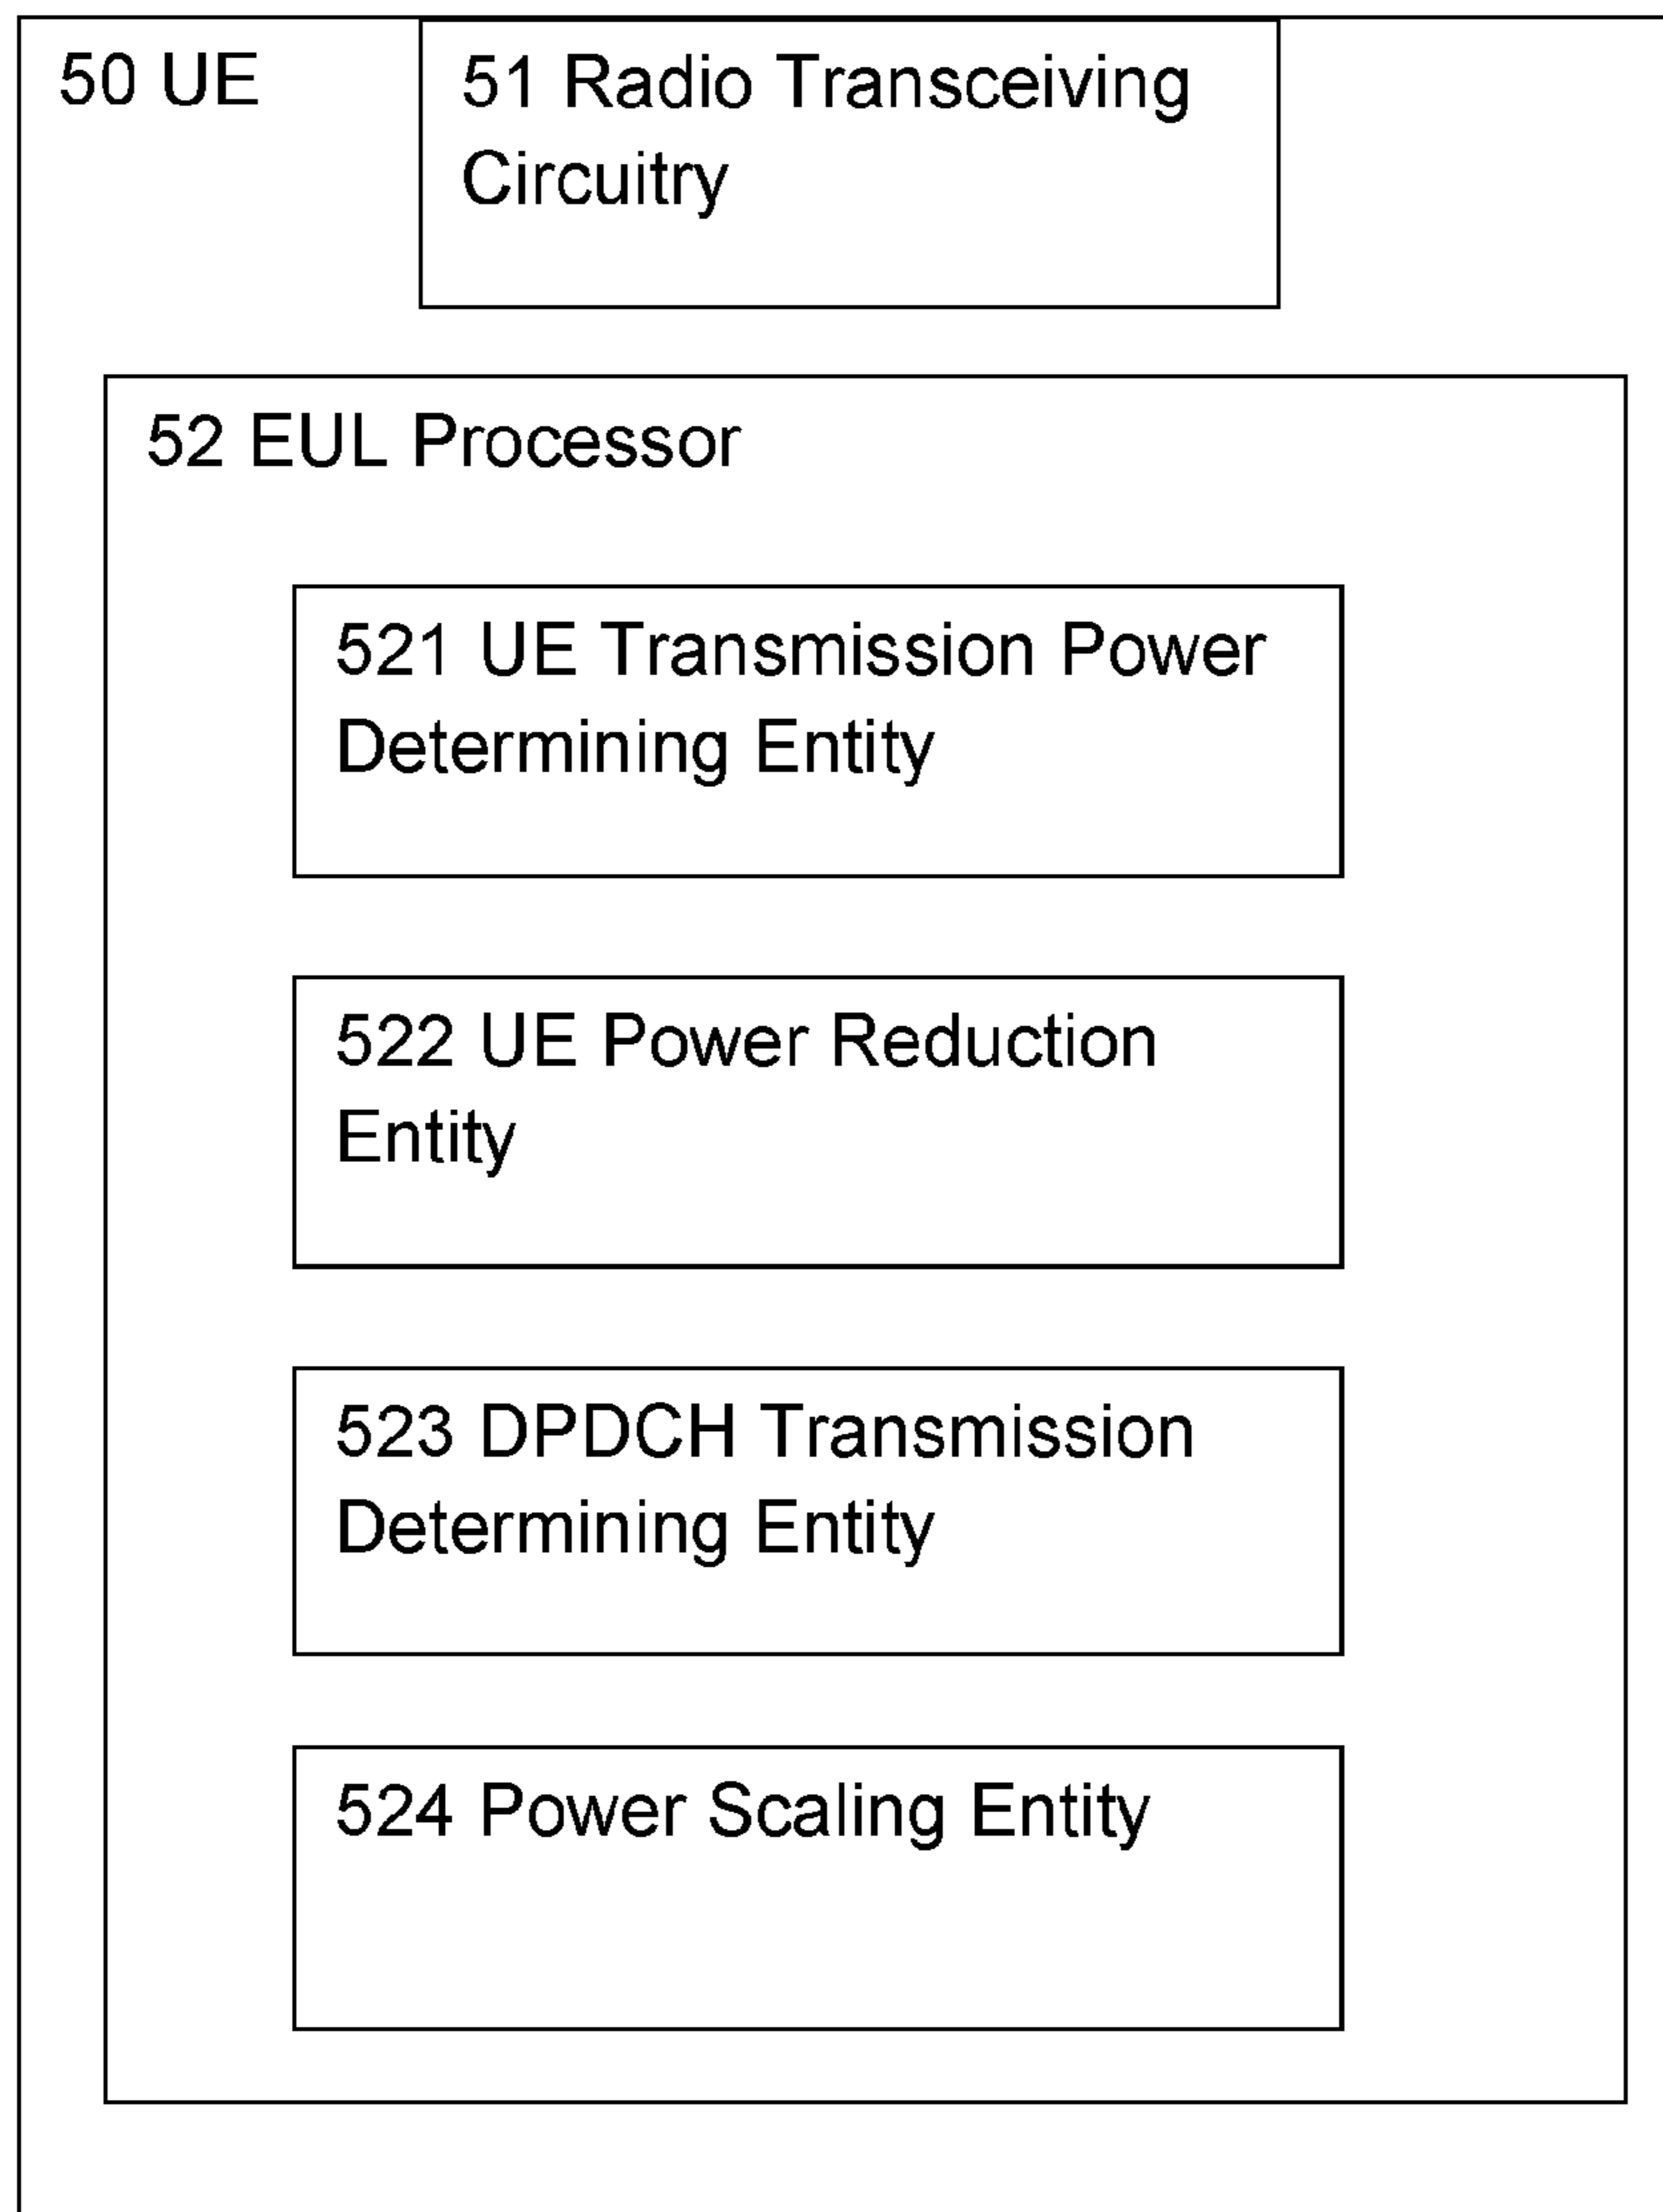 50 UE
51 Radio Transceiving
Circuitry
52 EUL Processor
521 UE Transmission Power
Determining Entity
522 UE Power Reduction
Entity
523 DPDCH Transmission
Determining Entity
524 Power Scaling Entity